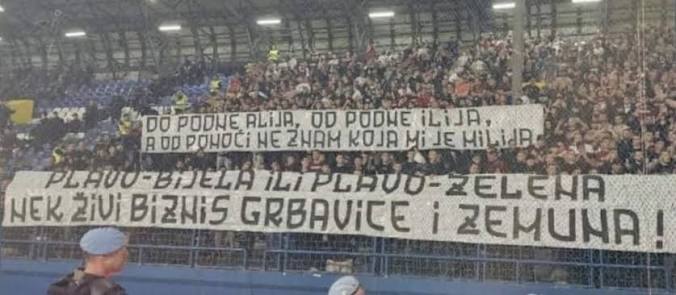 DO PODNE ALIJA, OD PODNE ILIJA,
A OD PONOĆI NE ZNAM KOJA MI JE MILIJA.
PLAVO-BIJELA ILI PLAVO-ZELENA
NEK ŽIVI BIZNIS GRBAVICE I ZEMUNA!